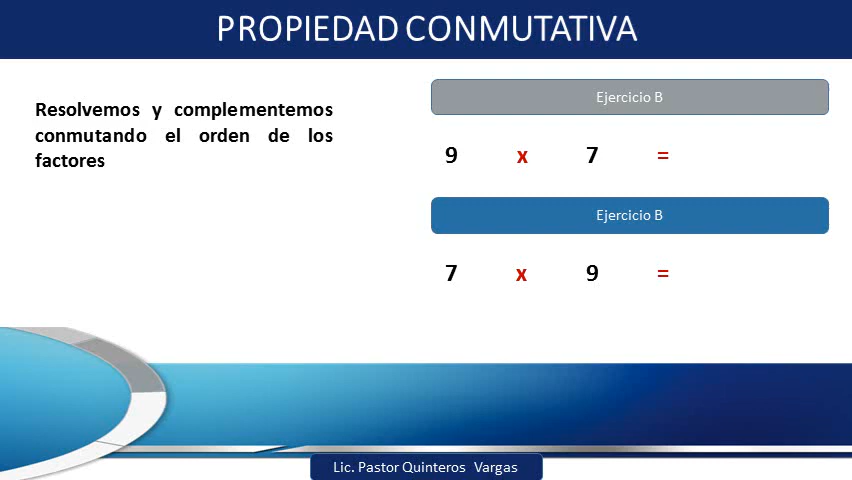 PROPIEDAD CONMUTATIVA
Resolvemos y complementemos
conmutando el orden de los
factores
Ejercicio B
9 x 7 =
Ejercicio B
7 x 9 =
Lic. Pastor Quinteros Vargas